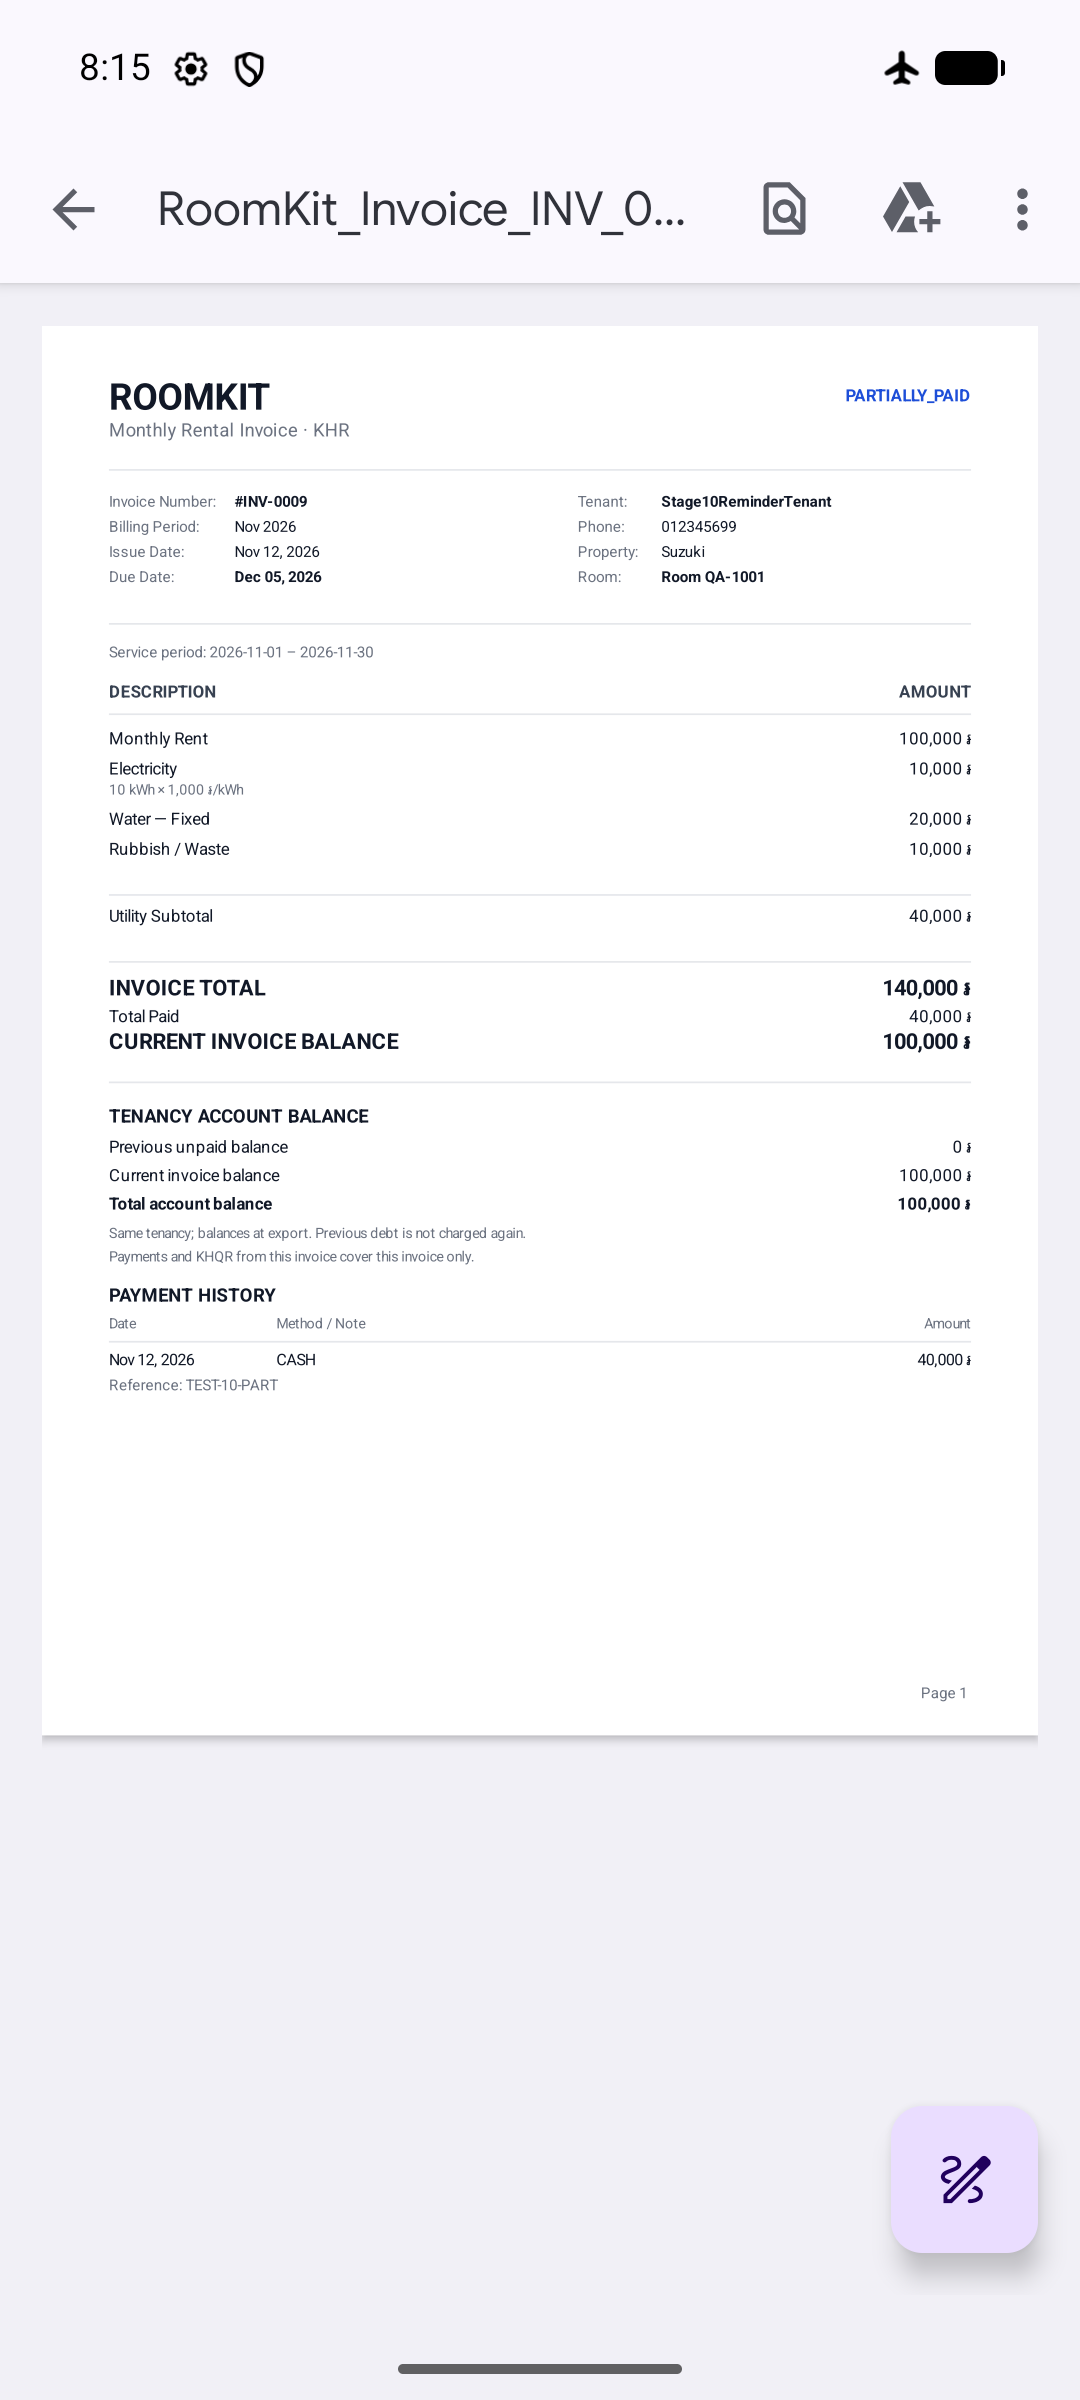 8:15
RoomKit_Invoice_INV_0...
ROOMKIT
PARTIALLY_PAID
Monthly Rental Invoice · KHR
Invoice Number: #INV-0009
Tenant: Stage10ReminderTenant
Billing Period: Nov 2026
Phone: 012345699
Issue Date: Nov 12, 2026
Property: Suzuki
Due Date: Dec 05, 2026
Room: Room QA-1001
Service period: 2026-11-01 – 2026-11-30
DESCRIPTION AMOUNT
Monthly Rent 100,000 ៛
Electricity 10,000 ៛
10 kWh × 1,000 ៛/kWh
Water — Fixed 20,000 ៛
Rubbish / Waste 10,000 ៛
Utility Subtotal 40,000 ៛
INVOICE TOTAL 140,000 ៛
Total Paid 40,000 ៛
CURRENT INVOICE BALANCE 100,000 ៛
TENANCY ACCOUNT BALANCE
Previous unpaid balance 0 ៛
Current invoice balance 100,000 ៛
Total account balance 100,000 ៛
Same tenancy; balances at export. Previous debt is not charged again.
Payments and KHQR from this invoice cover this invoice only.
PAYMENT HISTORY
Date Method / Note Amount
Nov 12, 2026 CASH 40,000 ៛
Reference: TEST-10-PART
Page 1